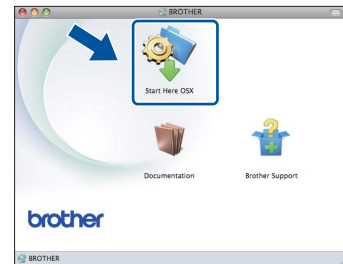 BROTHER
Start Here OSX
Documentation
Brother Support
brother
BROTHER